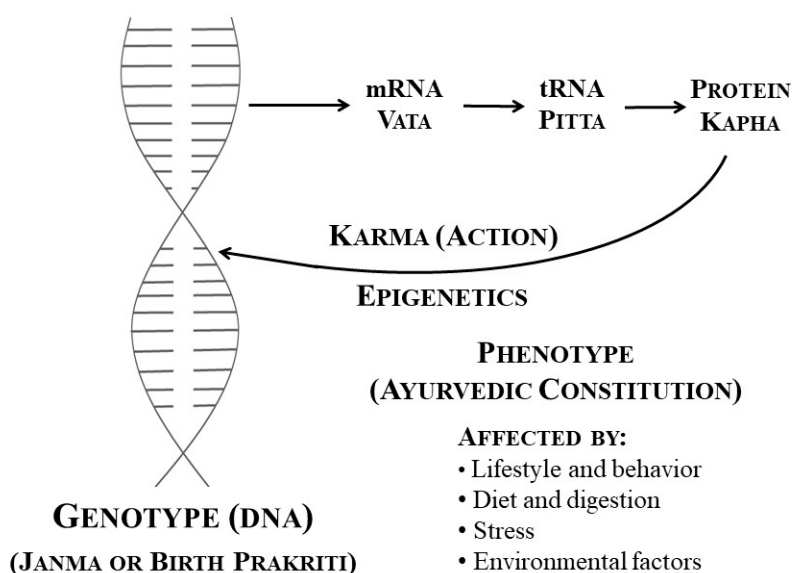 mRNA
VATA
tRNA
PITTA
PROTEIN
KAPHA
KARMA (ACTION)
EPIGENETICS
PHENOTYPE
(AYURVEDIC CONSTITUTION)
AFFECTED BY:
• Lifestyle and behavior
• Diet and digestion
• Stress
• Environmental factors
GENOTYPE (DNA)
(JANMA OR BIRTH PRAKRITI)